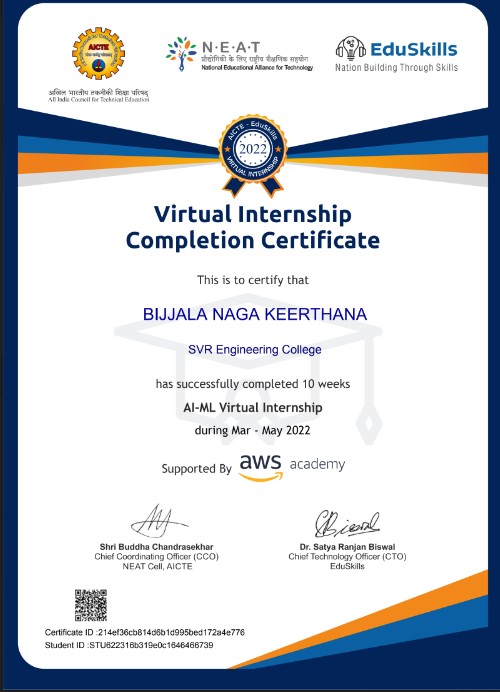 AICTE
अखिल भारतीय तकनीकी शिक्षा परिषद्
All India Council for Technical Education
N·E·A·T
प्रौद्योगिकी के लिए राष्ट्रीय शैक्षणिक सहयोग
National Educational Alliance for Technology
EduSkills
Nation Building Through Skills
AICTE - EduSkills
2022
VIRTUAL INTERNSHIP
Virtual Internship
Completion Certificate
This is to certify that
BIJJALA NAGA KEERTHANA
SVR Engineering College
has successfully completed 10 weeks
AI-ML Virtual Internship
during Mar - May 2022
Supported By aws academy
Shri Buddha Chandrasekhar
Chief Coordinating Officer (CCO)
NEAT Cell, AICTE
Dr. Satya Ranjan Biswal
Chief Technology Officer (CTO)
EduSkills
Certificate ID :214ef36cb814d6b1d995bed172a4e776
Student ID :STU622316b319e0c1646466739